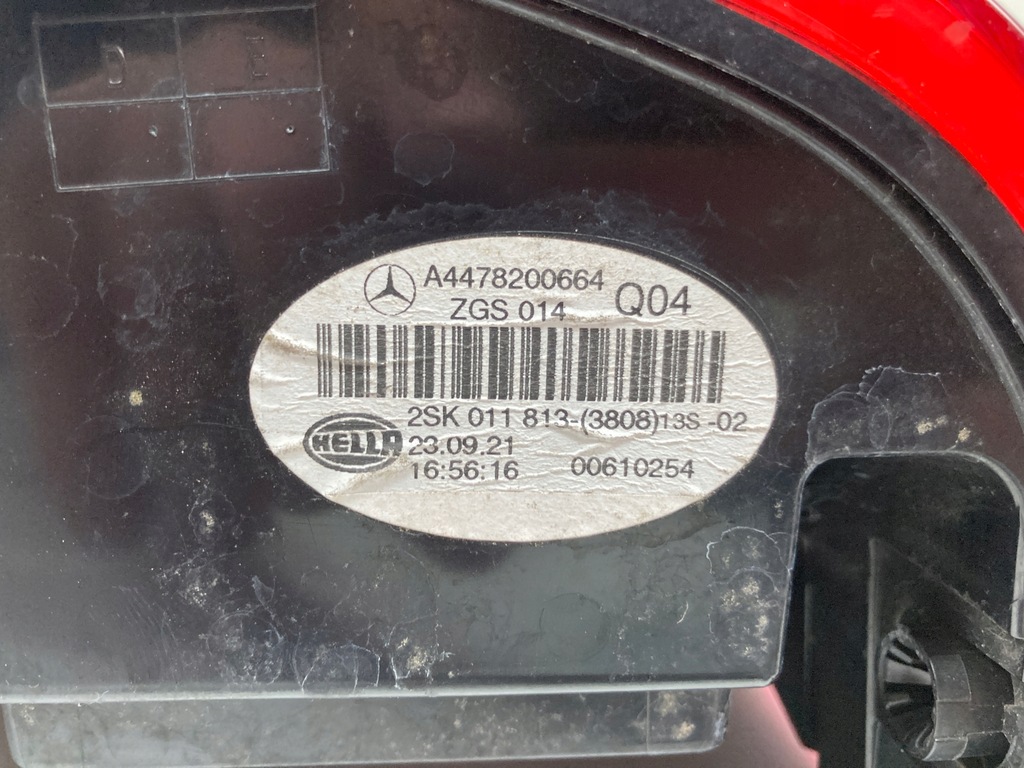 D E
A4478200664
ZGS 014 Q04
HELLA 2SK 011 813-(3808)13S -02
23.09.21
16:56:16 00610254